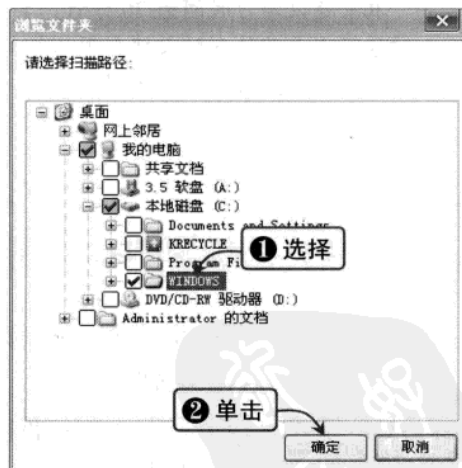 浏览文件夹
请选择扫描路径:
桌面
网上邻居
我的电脑
共享文档
3.5 软盘 (A:)
本地磁盘 (C:)
Documents and Settings
KRECYCLE
Program Fi
❶选择
WINDOWS
DVD/CD-RW 驱动器 (D:)
Administrator 的文档
❷单击
确定
取消